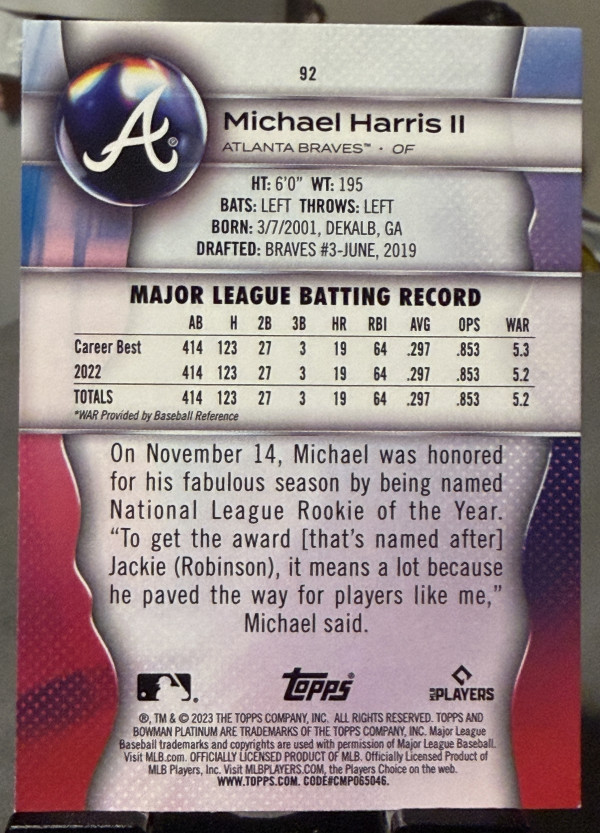 92
A®
Michael Harris II
ATLANTA BRAVES™ • OF
HT: 6'0" WT: 195
BATS: LEFT THROWS: LEFT
BORN: 3/7/2001, DEKALB, GA
DRAFTED: BRAVES #3-JUNE, 2019
MAJOR LEAGUE BATTING RECORD
AB H 2B 3B HR RBI AVG OPS WAR
Career Best 414 123 27 3 19 64 .297 .853 5.3
2022 414 123 27 3 19 64 .297 .853 5.2
TOTALS 414 123 27 3 19 64 .297 .853 5.2
*WAR Provided by Baseball Reference
On November 14, Michael was honored
for his fabulous season by being named
National League Rookie of the Year.
“To get the award [that’s named after]
Jackie (Robinson), it means a lot because
he paved the way for players like me,”
Michael said.
Topps® MLB PLAYERS
®, TM & © 2023 THE TOPPS COMPANY, INC. ALL RIGHTS RESERVED. TOPPS AND
BOWMAN PLATINUM ARE TRADEMARKS OF THE TOPPS COMPANY, INC. Major League
Baseball trademarks and copyrights are used with permission of Major League Baseball.
Visit MLB.com. OFFICIALLY LICENSED PRODUCT OF MLB. Officially Licensed Product of
MLB Players, Inc. Visit MLBPLAYERS.COM, the Players Choice on the web.
WWW.TOPPS.COM. CODE#CMP065046.